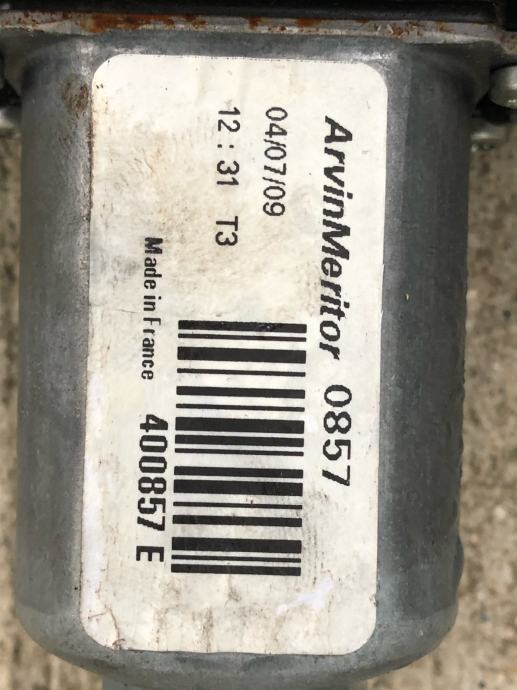 ArvinMeritor 0857
04/07/09
12:31 T3
Made in France 400857 E